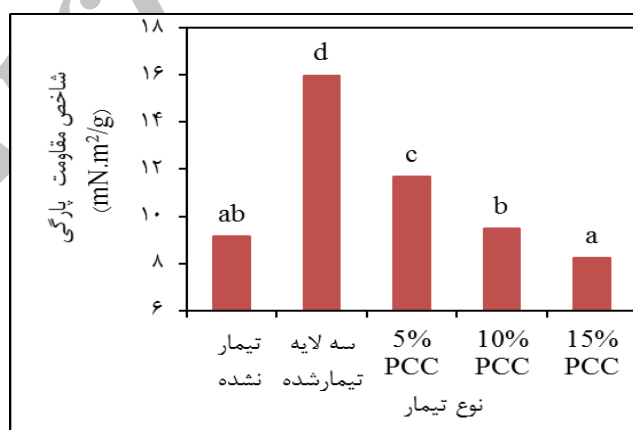 شاخص مقاومت پارگی
(mN.m²/g)
۱۸
۱۶
۱۴
۱۲
۱۰
۸
۶
ab
d
c
b
a
تیمار نشده
سه لایه تیمارشده
5% PCC
10% PCC
15% PCC
نوع تیمار